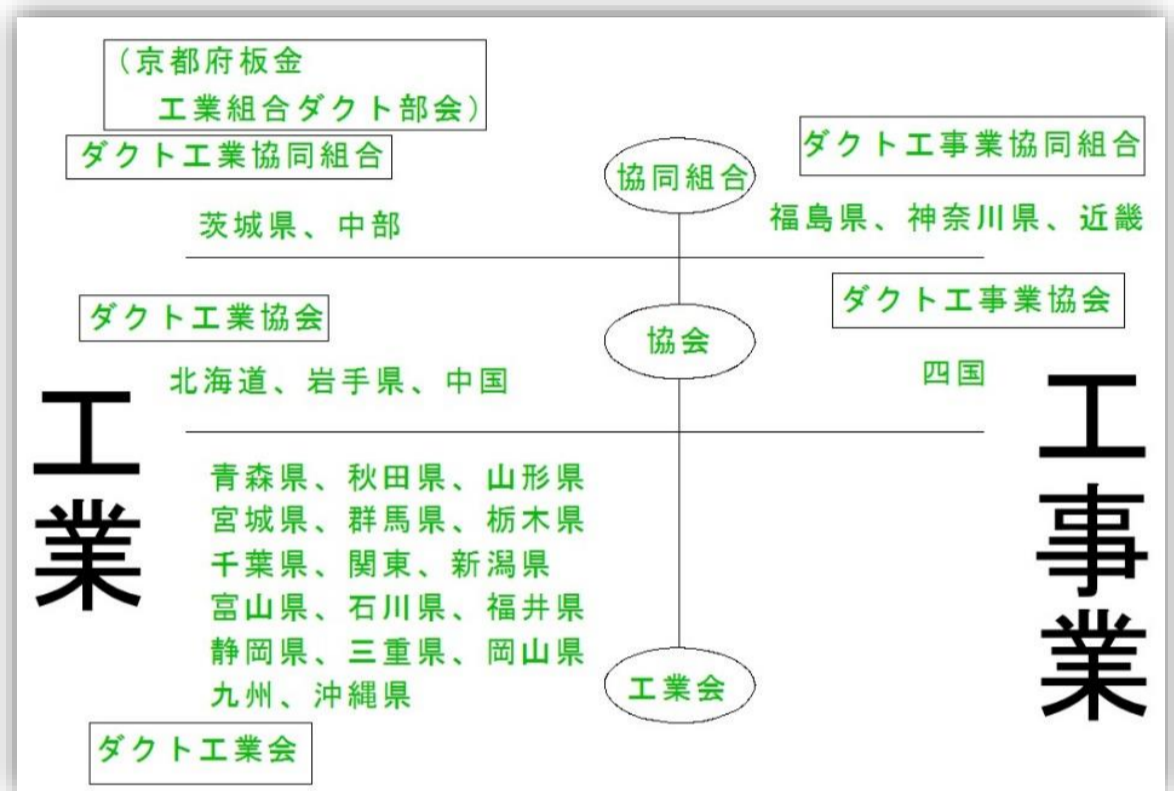 （京都府板金
工業組合ダクト部会）
ダクト工業協同組合
茨城県、中部
協同組合
ダクト工事業協同組合
福島県、神奈川県、近畿
ダクト工業協会
北海道、岩手県、中国
協会
ダクト工事業協会
四国
工業
工事業
青森県、秋田県、山形県
宮城県、群馬県、栃木県
千葉県、関東、新潟県
富山県、石川県、福井県
静岡県、三重県、岡山県
九州、沖縄県
工業会
ダクト工業会